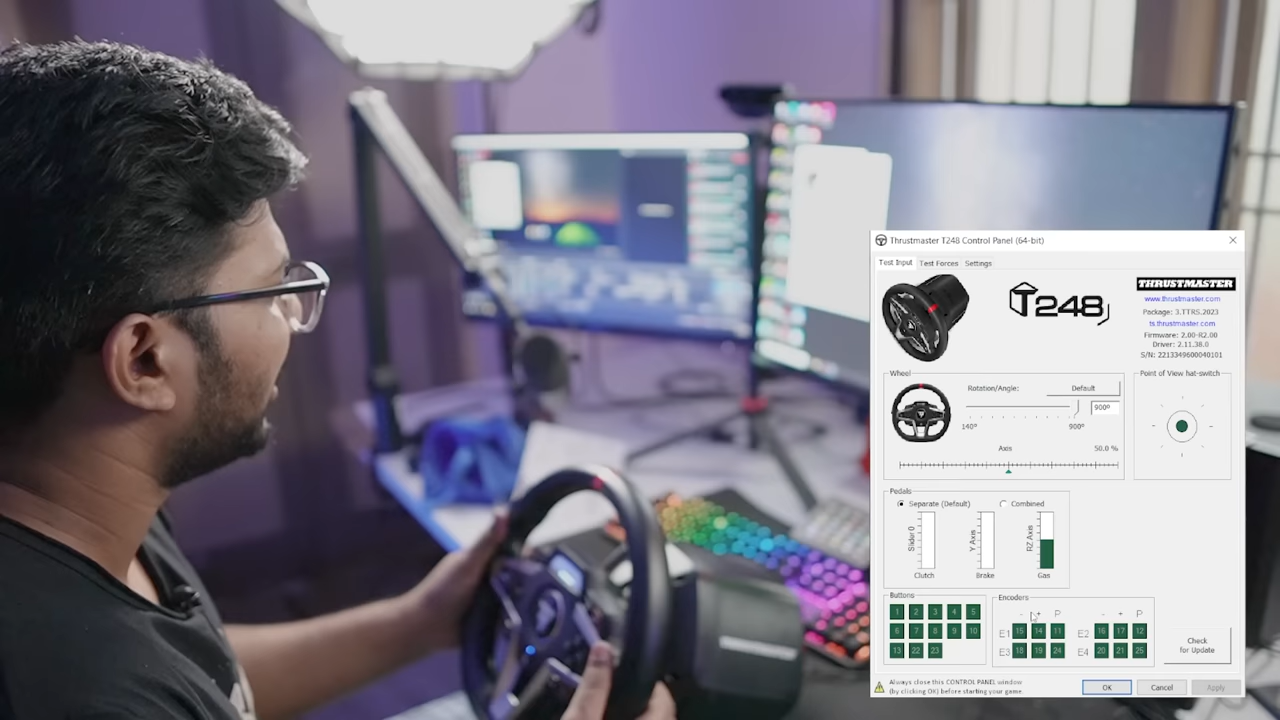 Thrustmaster T248 Control Panel (64-bit)
Test Input Test Forces Settings
T248
THRUSTMASTER
www.thrustmaster.com
Package: 3.TTRS.2023
ts.thrustmaster.com
Firmware: 2.00-R2.00
Driver: 2.11.38.0
S/N: 2213349600040101
Wheel
Rotation/Angle: Default
900º
140º 900º
Axis 50.0 %
Point of View hat-switch
Pedals
Separate (Default) Combined
Slider 0 Y Axis RZ Axis
Clutch Brake Gas
Buttons
1 2 3 4 5
6 7 8 9 10
13 22 23
Encoders
- + P - + P
E1 15 14 11 E2 16 17 12
E3 18 19 24 E4 20 21 25
Check
for Update
Always close this CONTROL PANEL window
(by clicking OK) before starting your game.
OK Cancel Apply